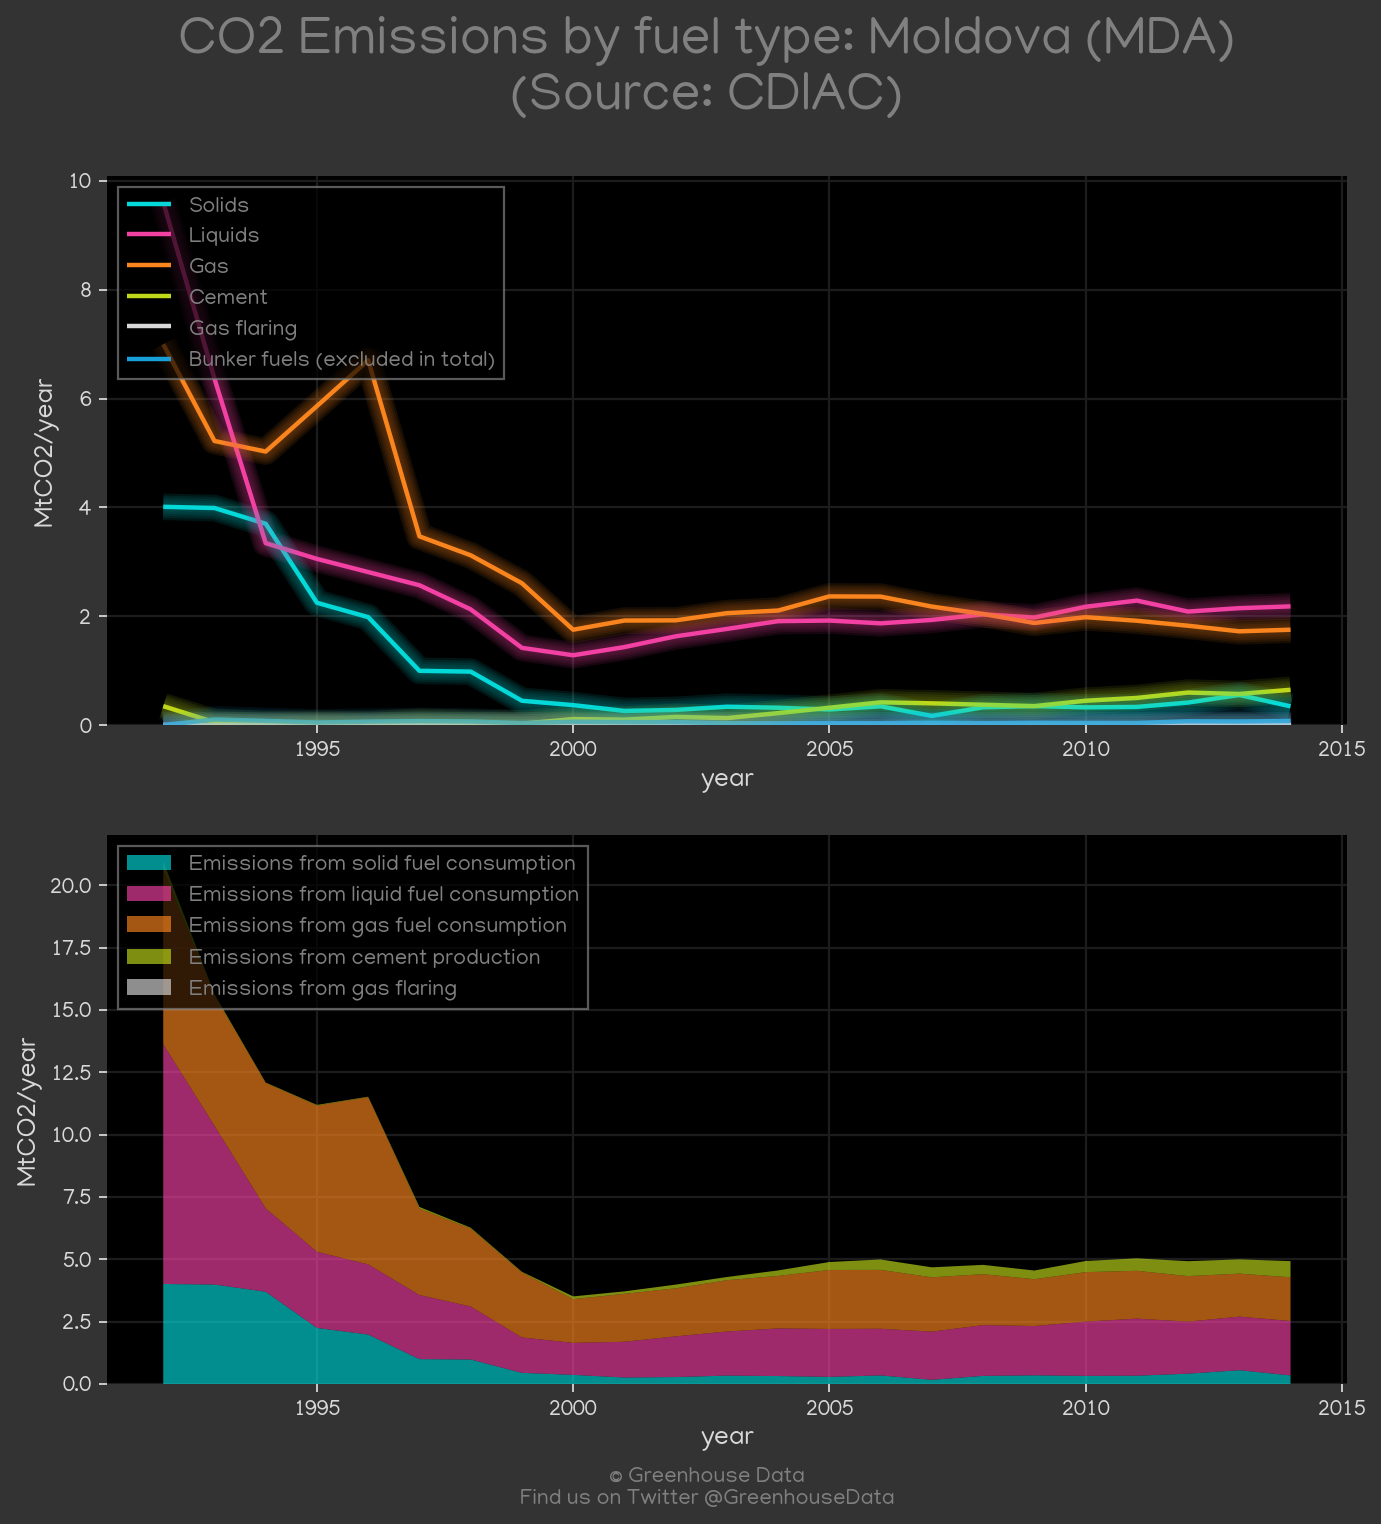 CO2 Emissions by fuel type: Moldova (MDA)
(Source: CDIAC)
10
8
6
4
2
0
MtCO2/year
Solids
Liquids
Gas
Cement
Gas flaring
Bunker fuels (excluded in total)
1995
2000
2005
2010
2015
year
20.0
17.5
15.0
12.5
10.0
7.5
5.0
2.5
0.0
MtCO2/year
Emissions from solid fuel consumption
Emissions from liquid fuel consumption
Emissions from gas fuel consumption
Emissions from cement production
Emissions from gas flaring
1995
2000
2005
2010
2015
year
© Greenhouse Data
Find us on Twitter @GreenhouseData